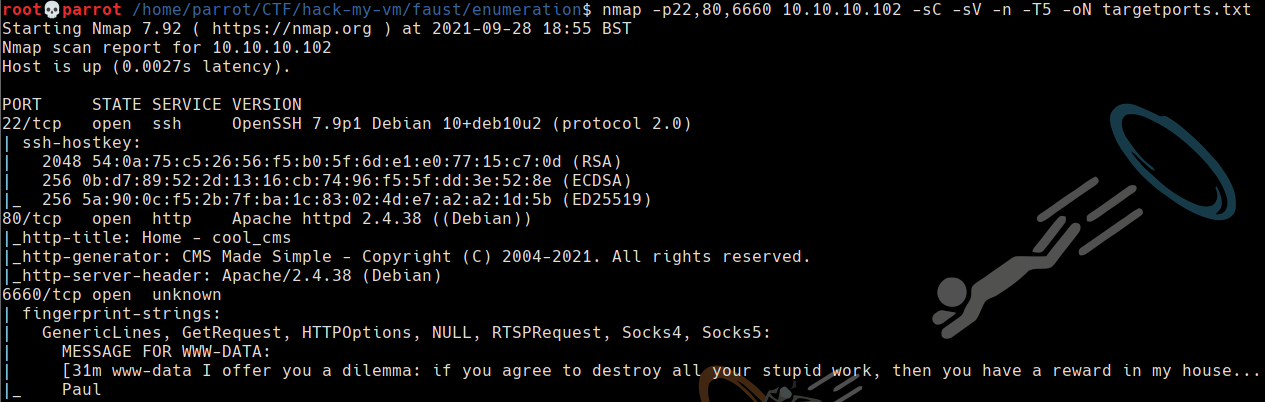 root💀parrot /home/parrot/CTF/hack-my-vm/faust/enumeration$ nmap -p22,80,6660 10.10.10.102 -sC -sV -n -T5 -oN targetports.txt
Starting Nmap 7.92 ( https://nmap.org ) at 2021-09-28 18:55 BST
Nmap scan report for 10.10.10.102
Host is up (0.0027s latency).

PORT     STATE SERVICE VERSION
22/tcp   open  ssh     OpenSSH 7.9p1 Debian 10+deb10u2 (protocol 2.0)
| ssh-hostkey:
|   2048 54:0a:75:c5:26:56:f5:b0:5f:6d:e1:e0:77:15:c7:0d (RSA)
|   256 0b:d7:89:52:2d:13:16:cb:74:96:f5:5f:dd:3e:52:8e (ECDSA)
|_  256 5a:90:0c:f5:2b:7f:ba:1c:83:02:4d:e7:a2:a2:1d:5b (ED25519)
80/tcp   open  http    Apache httpd 2.4.38 ((Debian))
|_http-title: Home - cool_cms
|_http-generator: CMS Made Simple - Copyright (C) 2004-2021. All rights reserved.
|_http-server-header: Apache/2.4.38 (Debian)
6660/tcp open  unknown
| fingerprint-strings:
|   GenericLines, GetRequest, HTTPOptions, NULL, RTSPRequest, Socks4, Socks5:
|     MESSAGE FOR WWW-DATA:
|     [31m www-data I offer you a dilemma: if you agree to destroy all your stupid work, then you have a reward in my house...
|_    Paul